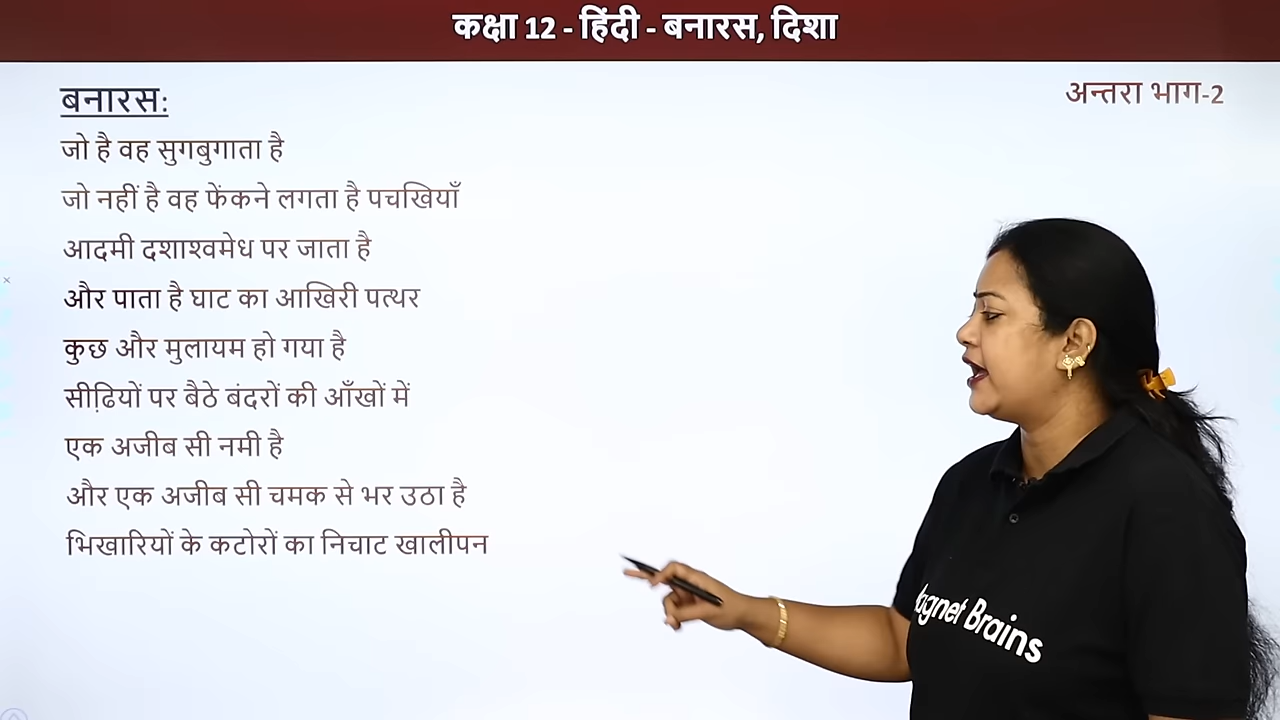 कक्षा 12 - हिंदी - बनारस, दिशा
बनारस:
अन्तरा भाग-2
जो है वह सुगबुगाता है
जो नहीं है वह फेंकने लगता है पचखियाँ
आदमी दशाश्वमेध पर जाता है
और पाता है घाट का आखिरी पत्थर
कुछ और मुलायम हो गया है
सीढ़ियों पर बैठे बंदरों की आँखों में
एक अजीब सी नमी है
और एक अजीब सी चमक से भर उठा है
भिखारियों के कटोरों का निचाट खालीपन
agnet Brains